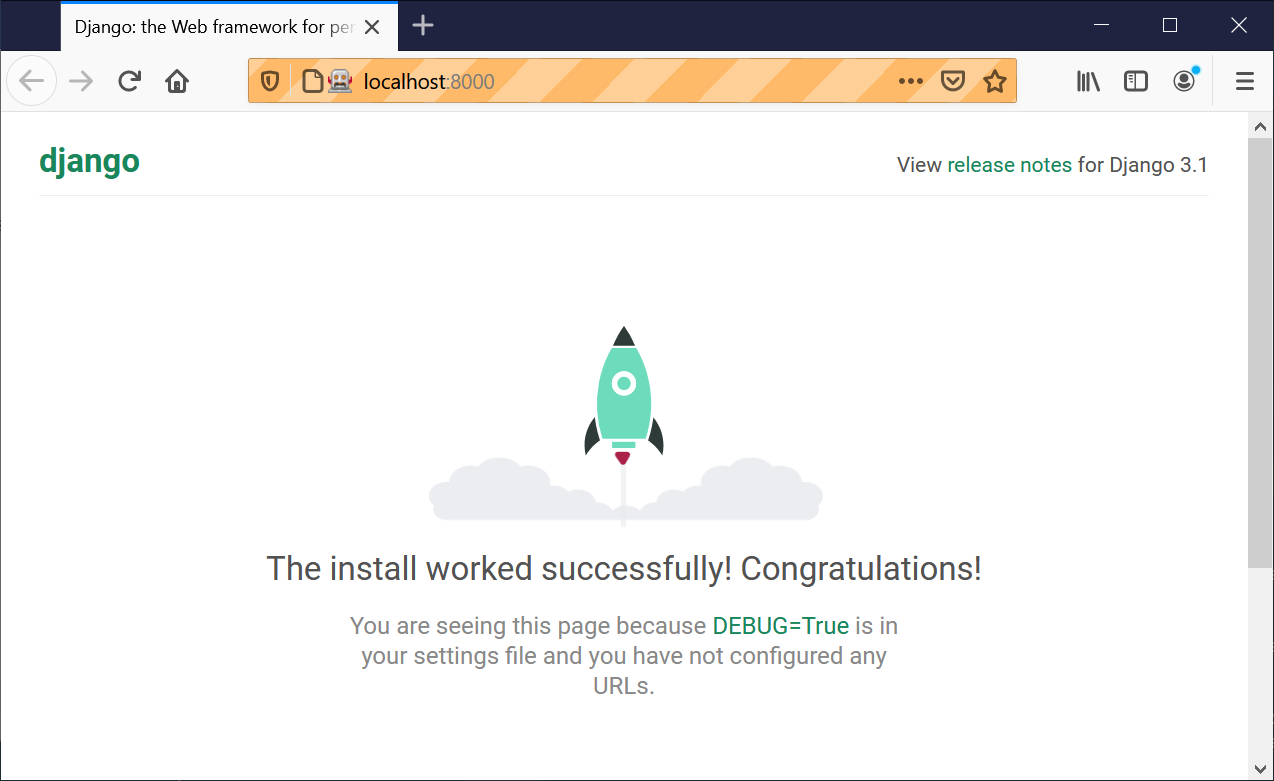 Django: the Web framework for per
localhost:8000
django
View release notes for Django 3.1
The install worked successfully! Congratulations!
You are seeing this page because DEBUG=True is in
your settings file and you have not configured any
URLs.